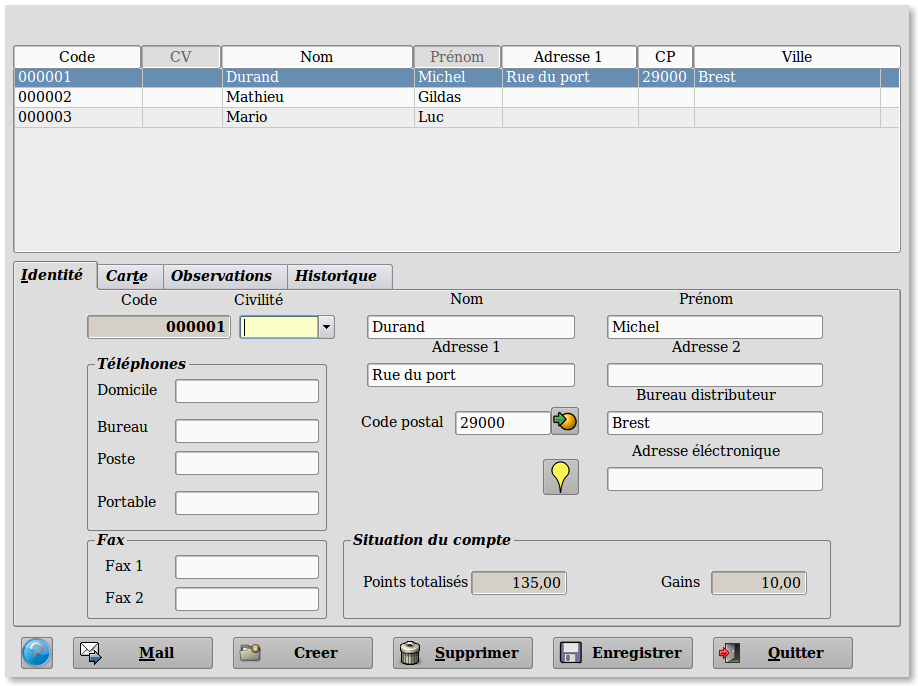 Code CV Nom Prénom Adresse 1 CP Ville
000001 Durand Michel Rue du port 29000 Brest
000002 Mathieu Gildas
000003 Mario Luc
Identité Carte Observations Historique
Code Civilité Nom Prénom
000001 Durand Michel
Adresse 1 Adresse 2
Téléphones Rue du port
Domicile Bureau distributeur
Bureau Code postal 29000 Brest
Poste Adresse éléctronique
Portable
Fax Situation du compte
Fax 1 Points totalisés 135,00 Gains 10,00
Fax 2
Mail Creer Supprimer Enregistrer Quitter